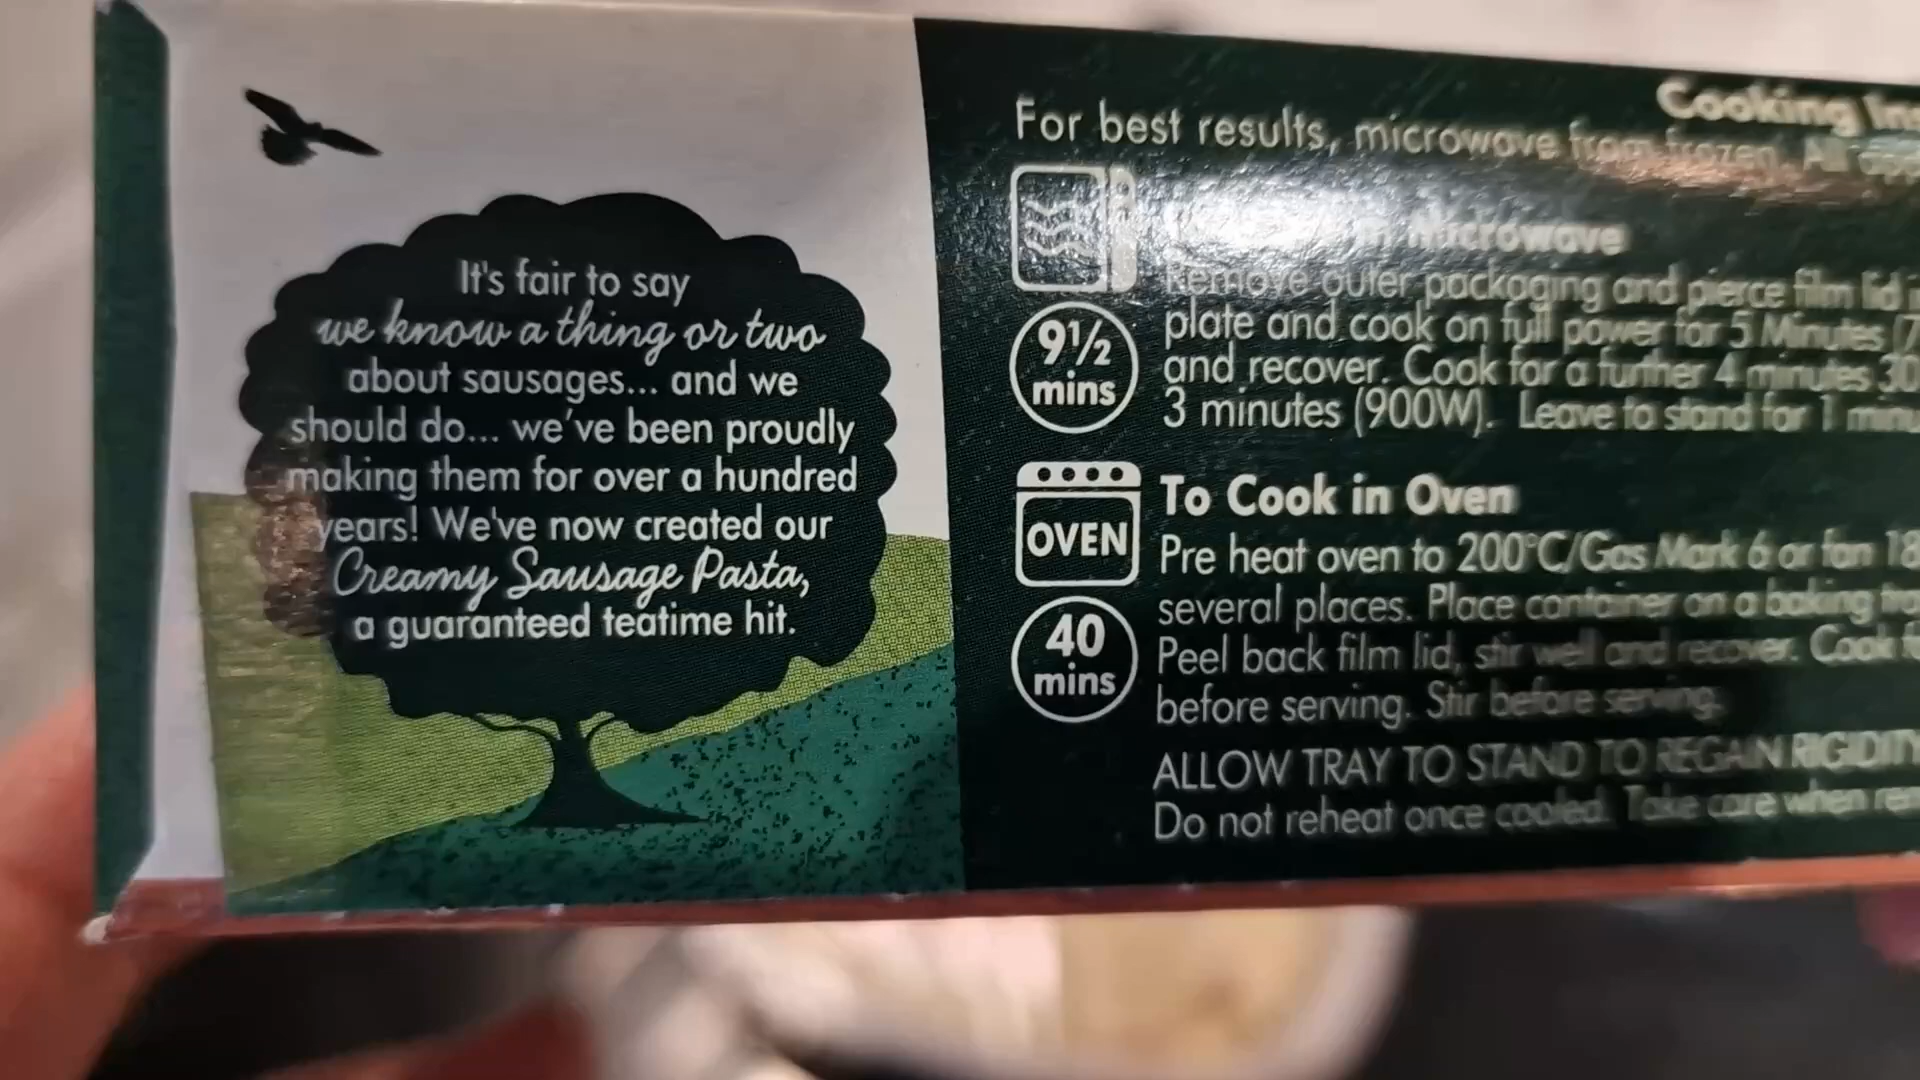 It's fair to say
we know a thing or two
about sausages... and we
should do... we've been proudly
making them for over a hundred
years! We've now created our
Creamy Sausage Pasta,
a guaranteed teatime hit.
Cooking
For best results, microwave from frozen. All
Microwave
Remove outer packaging and pierce film lid
plate and cook on full power for 5 Minutes
and recover. Cook for a further 4 minutes 30
3 minutes (900W). Leave to stand for 1
9½
mins
To Cook in Oven
Pre heat oven to 200°C/Gas Mark 6 or fan
several places. Place container on a baking
Peel back film lid, stir well and recover. Cook
before serving. Stir before serving.
OVEN
40
mins
ALLOW TRAY TO STAND TO REGAIN RIGIDITY
Do not reheat once cooled. Take care when